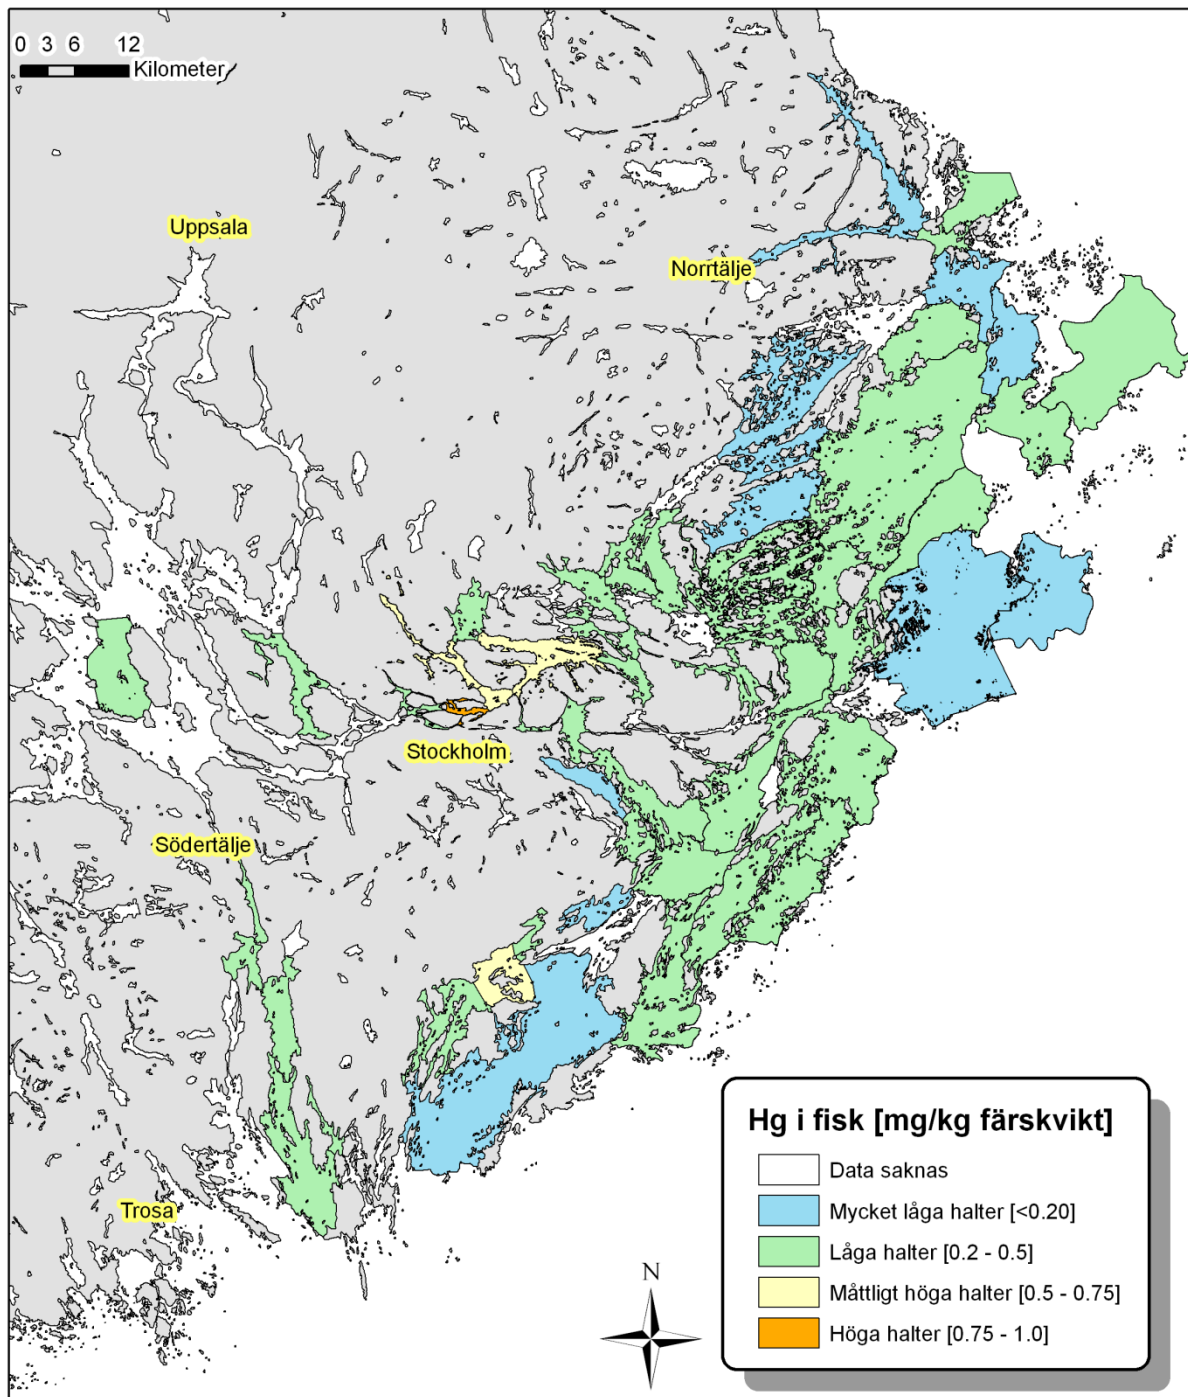 0 3 6 12
Kilometer
Uppsala
Norrtälje
Stockholm
Södertälje
Trosa
N
Hg i fisk [mg/kg färskvikt]
Data saknas
Mycket låga halter [<0.20]
Låga halter [0.2 - 0.5]
Måttligt höga halter [0.5 - 0.75]
Höga halter [0.75 - 1.0]